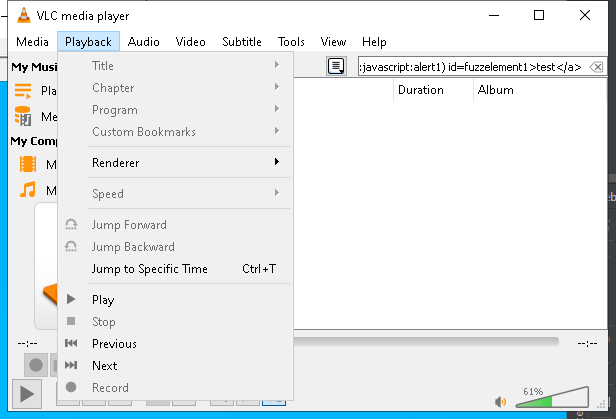 VLC media player
Media Playback Audio Video Subtitle Tools View Help
My Musi
:javascript:alert1) id=fuzzelement1>test</a>
Title
Chapter
Program
Custom Bookmarks
Renderer
Speed
Jump Forward
Jump Backward
Jump to Specific Time Ctrl+T
Play
Stop
Previous
Next
Record
Duration Album
Pla
Me
My Comp
M
M
--:-- --:--
61%